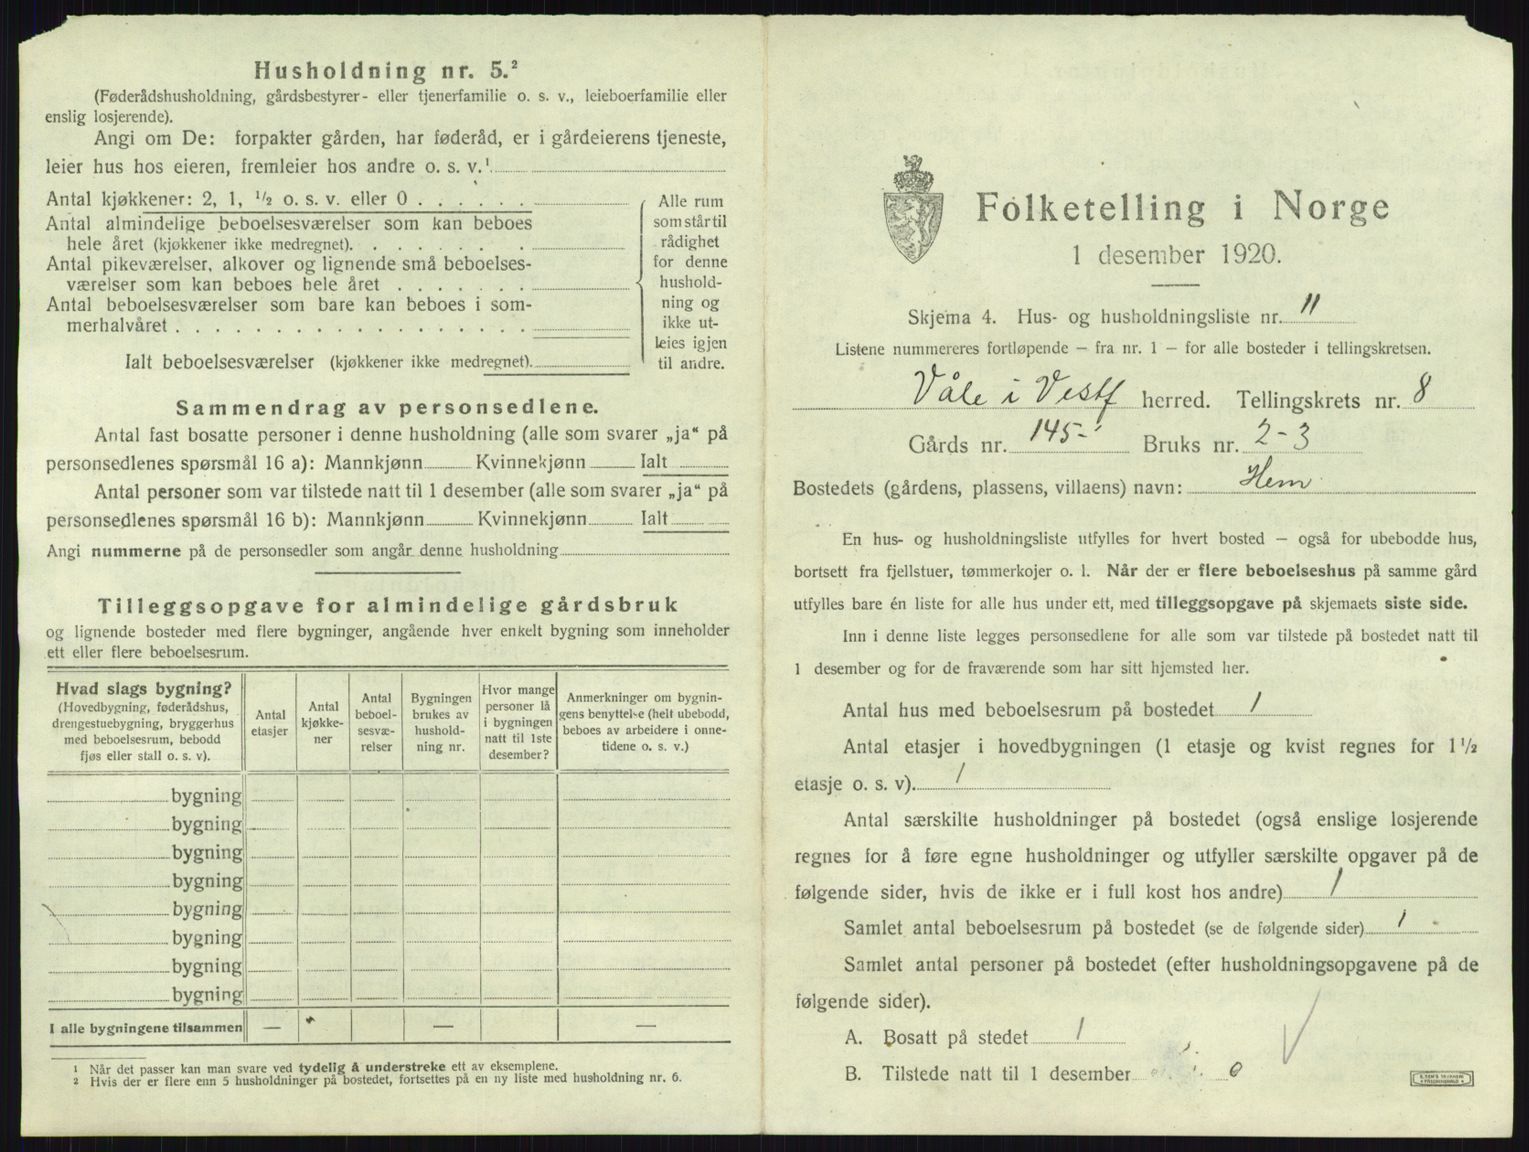 Husholdning nr. 5.²
(Føderådshusholdning, gårdsbestyrer- eller tjenerfamilie o. s. v., leieboerfamilie eller
enslig losjerende).
Angi om De: forpakter gården, har føderåd, er i gårdeierens tjeneste,
leier hus hos eieren, fremleier hos andre o. s. v.¹
Antal kjøkkener: 2, 1, ½ o. s. v. eller 0 . . . . . .
Antal almindelige beboelsesværelser som kan beboes
hele året (kjøkkener ikke medregnet). . . . . . . .
Antal pikeværelser, alkover og lignende små beboelses-
værelser som kan beboes hele året . . . . . . .
Antal beboelsesværelser som bare kan beboes i som-
merhalvåret . . . . . . . . . . . . . . . . . .
Ialt beboelsesværelser (kjøkkener ikke medregnet).
Alle rum
som står til
rådighet
for denne
hushold-
ning og
ikke ut-
leies igjen
til andre.
Sammendrag av personsedlene.
Antal fast bosatte personer i denne husholdning (alle som svarer „ja“ på
personsedlenes spørsmål 16 a): Mannkjønn Kvinnekjønn Ialt
Antal personer som var tilstede natt til 1 desember (alle som svarer „ja“ på
personsedlenes spørsmål 16 b): Mannkjønn Kvinnekjønn Ialt
Angi nummerne på de personsedler som angår denne husholdning
Tilleggsopgave for almindelige gårdsbruk
og lignende bosteder med flere bygninger, angående hver enkelt bygning som inneholder
ett eller flere beboelsesrum.
Hvad slags bygning?
(Hovedbygning, føderådshus,
drengestuebygning, bryggerhus
med beboelsesrum, bebodd
fjøs eller stall o. s. v).
Antal
etasjer
Antal
kjøkke-
ner
Antal
beboel-
sesvæ-
relser
Bygningen
brukes av
hushold-
ning nr.
Hvor mange
personer lå
i bygningen
natt til 1ste
desember?
Anmerkninger om bygnin-
gens benyttelse (helt ubebodd,
beboes av arbeidere i onne-
tidene o. s. v.)
bygning
bygning
bygning
bygning
bygning
bygning
bygning
bygning
I alle bygningene tilsammen — — —
¹ Når det passer kan man svare ved tydelig å understreke ett av eksemplene.
² Hvis der er flere enn 5 husholdninger på bostedet, fortsettes på en ny liste med husholdning nr. 6.
Folketelling i Norge
1 desember 1920.
Skjema 4. Hus- og husholdningsliste nr. 11
Listene nummereres fortløpende – fra nr. 1 – for alle bosteder i tellingskretsen.
Våle i Vestf herred. Tellingskrets nr. 8
Gårds nr. 145- Bruks nr. 2-3
Bostedets (gårdens, plassens, villaens) navn: Hem
En hus- og husholdningsliste utfylles for hvert bosted – også for ubebodde hus,
bortsett fra fjellstuer, tømmerkojer o. l. Når der er flere beboelseshus på samme gård
utfylles bare én liste for alle hus under ett, med tilleggsopgave på skjemaets siste side.
Inn i denne liste legges personsedlene for alle som var tilstede på bostedet natt til
1 desember og for de fraværende som har sitt hjemsted her.
Antal hus med beboelsesrum på bostedet 1
Antal etasjer i hovedbygningen (1 etasje og kvist regnes for 1½
etasje o. s. v). 1
Antal særskilte husholdninger på bostedet (også enslige losjerende
regnes for å føre egne husholdninger og utfyller særskilte opgaver på de
følgende sider, hvis de ikke er i full kost hos andre) 1
Samlet antal beboelsesrum på bostedet (se de følgende sider) 1
Samlet antal personer på bostedet (efter husholdningsopgavene på de
følgende sider).
A. Bosatt på stedet 1
B. Tilstede natt til 1 desember 0